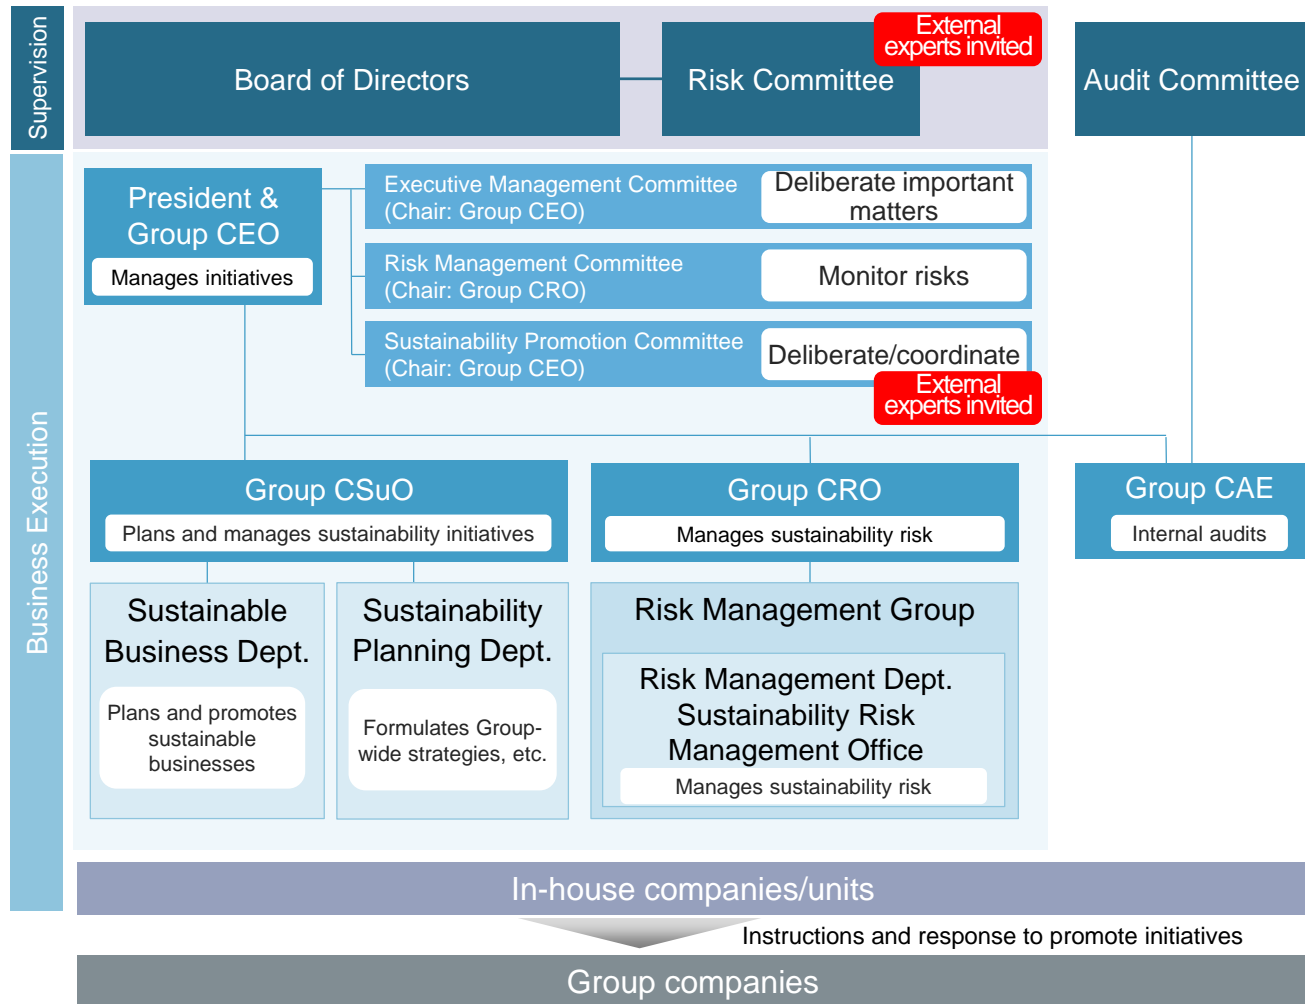 Supervision
Board of Directors
Risk Committee
External
experts invited
Audit Committee
Business Execution
President &
Group CEO
Manages initiatives
Executive Management Committee
(Chair: Group CEO)
Deliberate important
matters
Risk Management Committee
(Chair: Group CRO)
Monitor risks
Sustainability Promotion Committee
(Chair: Group CEO)
Deliberate/coordinate
External
experts invited
Group CSuO
Plans and manages sustainability initiatives
Group CRO
Manages sustainability risk
Group CAE
Internal audits
Sustainable
Business Dept.
Plans and promotes
sustainable
businesses
Sustainability
Planning Dept.
Formulates Group-
wide strategies, etc.
Risk Management Group
Risk Management Dept.
Sustainability Risk
Management Office
Manages sustainability risk
In-house companies/units
Instructions and response to promote initiatives
Group companies